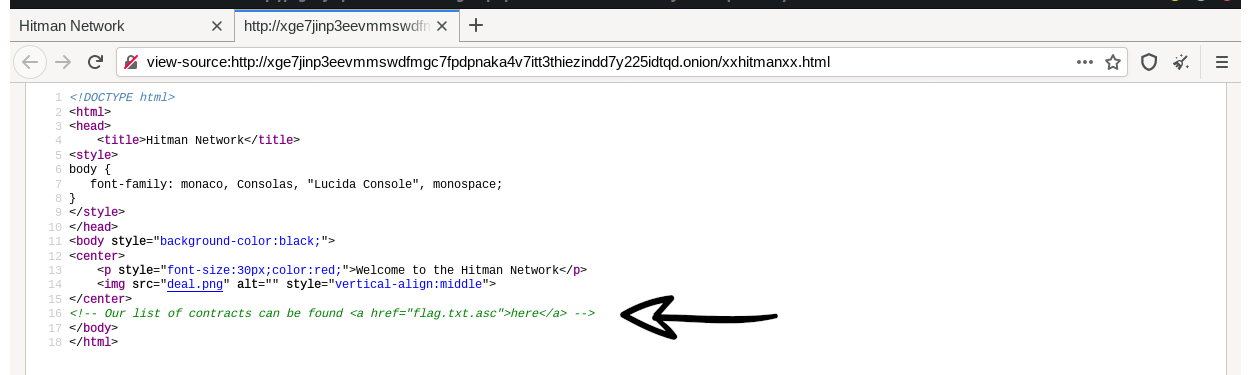 Hitman Network
http://xge7jinp3eevmmswdfm
view-source:http://xge7jinp3eevmmswdfmgc7fpdpnaka4v7itt3thiezindd7y225idtqd.onion/xxhitmanxx.html
1 <!DOCTYPE html>
2 <html>
3 <head>
4     <title>Hitman Network</title>
5 <style>
6 body {
7    font-family: monaco, Consolas, "Lucida Console", monospace;
8 }
9 </style>
10 </head>
11 <body style="background-color:black;">
12 <center>
13     <p style="font-size:30px;color:red;">Welcome to the Hitman Network</p>
14     <img src="deal.png" alt="" style="vertical-align:middle">
15 </center>
16 <!-- Our list of contracts can be found <a href="flag.txt.asc">here</a> -->
17 </body>
18 </html>